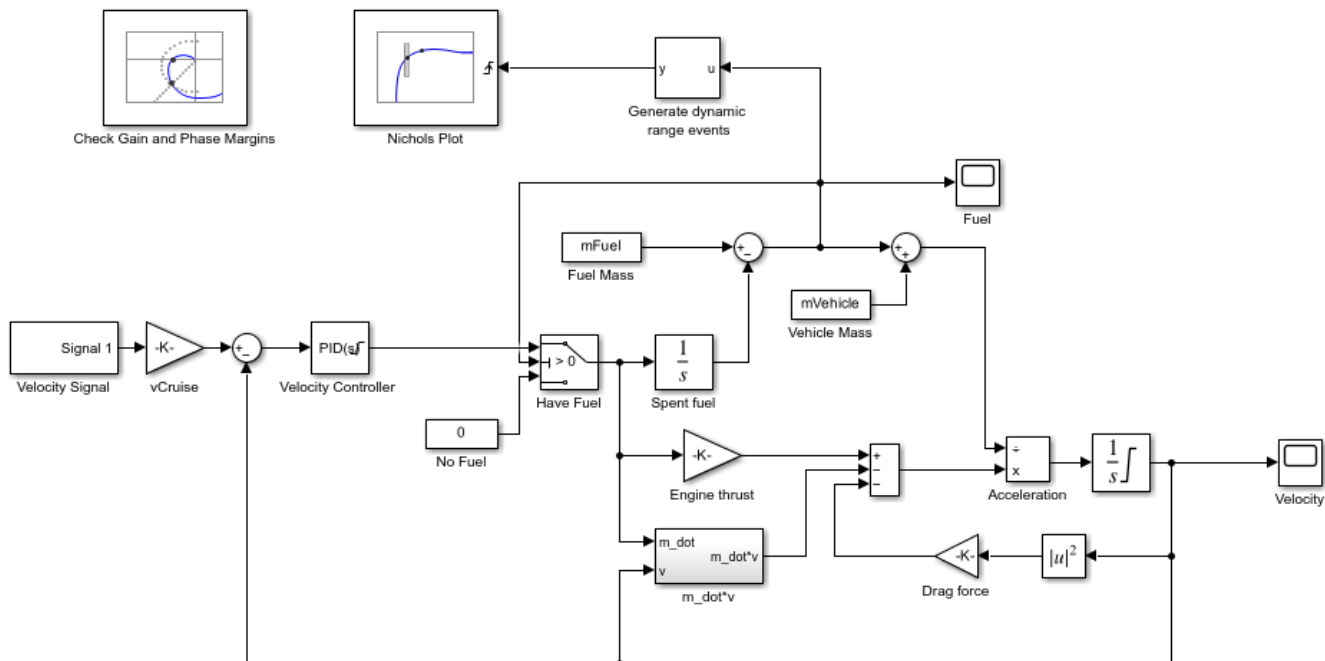 y
u
Check Gain and Phase Margins
Nichols Plot
Generate dynamic
range events
Fuel
mFuel
+
−
+
+
Fuel Mass
mVehicle
Vehicle Mass
Signal 1
-K-
+
−
PID(s)
> 0
1
s
Velocity Signal
vCruise
Velocity Controller
Have Fuel
Spent fuel
0
No Fuel
-K-
Engine thrust
+
−
−
÷
x
Acceleration
1
s
Velocity
m_dot
v
m_dot*v
m_dot*v
-K-
Drag force
|u|²